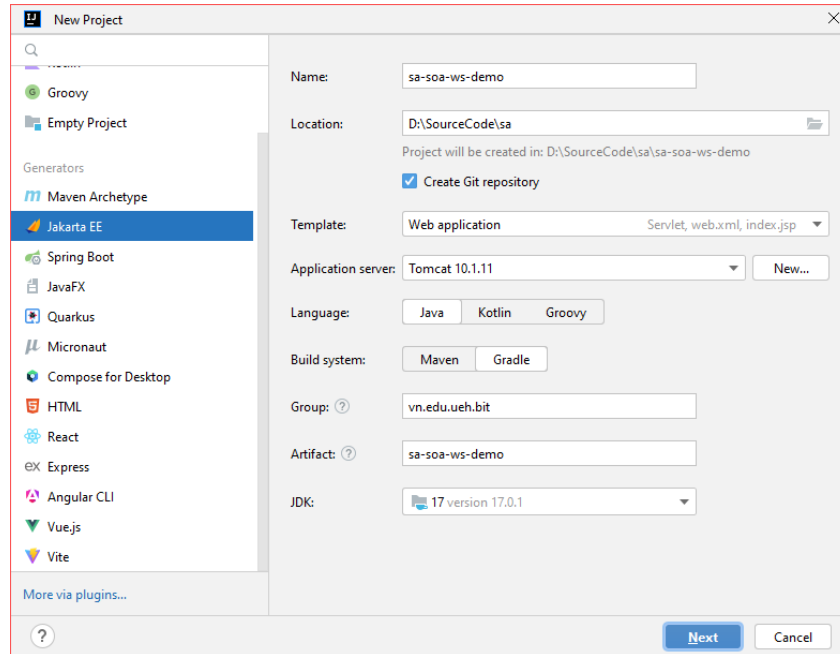 New Project
Kotlin
Groovy
Empty Project
Generators
Maven Archetype
Jakarta EE
Spring Boot
JavaFX
Quarkus
Micronaut
Compose for Desktop
HTML
React
Express
Angular CLI
Vue.js
Vite
More via plugins...
Name: sa-soa-ws-demo
Location: D:\SourceCode\sa
Project will be created in: D:\SourceCode\sa\sa-soa-ws-demo
Create Git repository
Template: Web application Servlet, web.xml, index.jsp
Application server: Tomcat 10.1.11 New...
Language: Java Kotlin Groovy
Build system: Maven Gradle
Group: ? vn.edu.ueh.bit
Artifact: ? sa-soa-ws-demo
JDK: 17 version 17.0.1
? Next Cancel